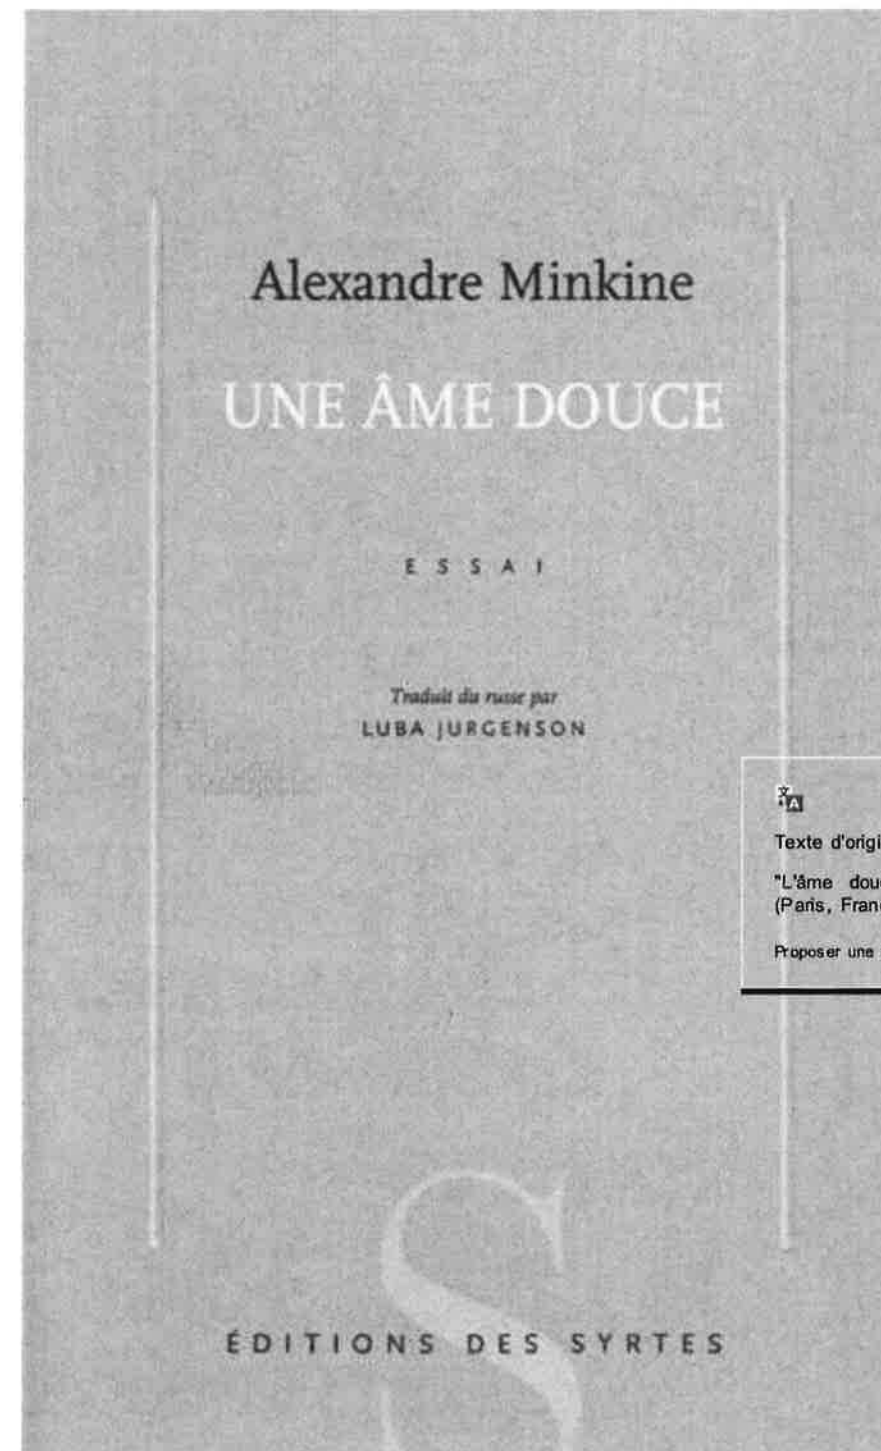 Alexandre Minkine
UNE ÂME DOUCE
ESSAI
Traduit du russe par
LUBA JURGENSON
Texte d'origi
"L'âme dou
(Paris, Fran
Proposer une
ÉDITIONS DES SYRTES